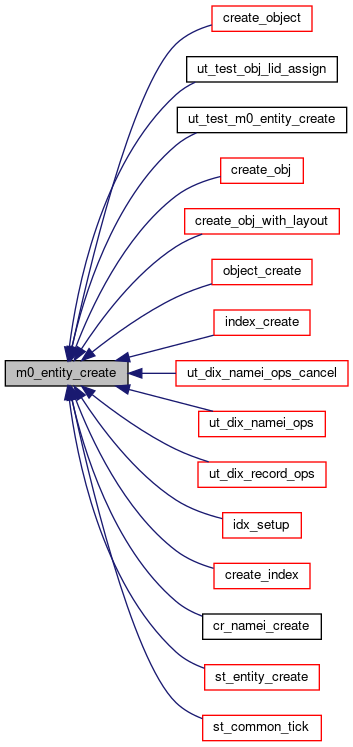 create_object
ut_test_obj_lid_assign
ut_test_m0_entity_create
create_obj
create_obj_with_layout
object_create
index_create
m0_entity_create
ut_dix_namei_ops_cancel
ut_dix_namei_ops
ut_dix_record_ops
idx_setup
create_index
cr_namei_create
st_entity_create
st_common_tick